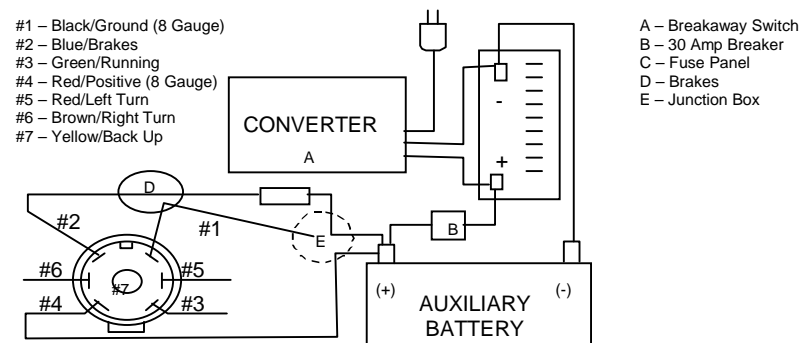 #1 – Black/Ground (8 Gauge)
#2 – Blue/Brakes
#3 – Green/Running
#4 – Red/Positive (8 Gauge)
#5 – Red/Left Turn
#6 – Brown/Right Turn
#7 – Yellow/Back Up
A – Breakaway Switch
B – 30 Amp Breaker
C – Fuse Panel
D – Brakes
E – Junction Box
CONVERTER
A
-
+
D
#2
#1
E
B
#6
#5
#7
#4
#3
(+)
(-)
AUXILIARY
BATTERY